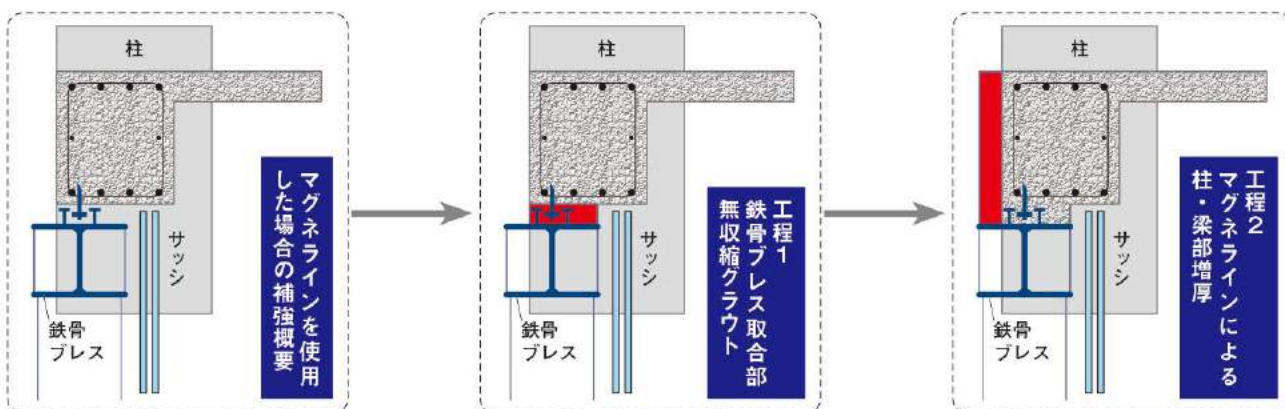 柱
サッシ
鉄骨
ブレス
マグネラインを使用
した場合の補強概要
柱
サッシ
鉄骨
ブレス
工程1
鉄骨ブレス取合部
無収縮グラウト
柱
サッシ
鉄骨
ブレス
工程2
マグネラインによる
柱・梁部増厚